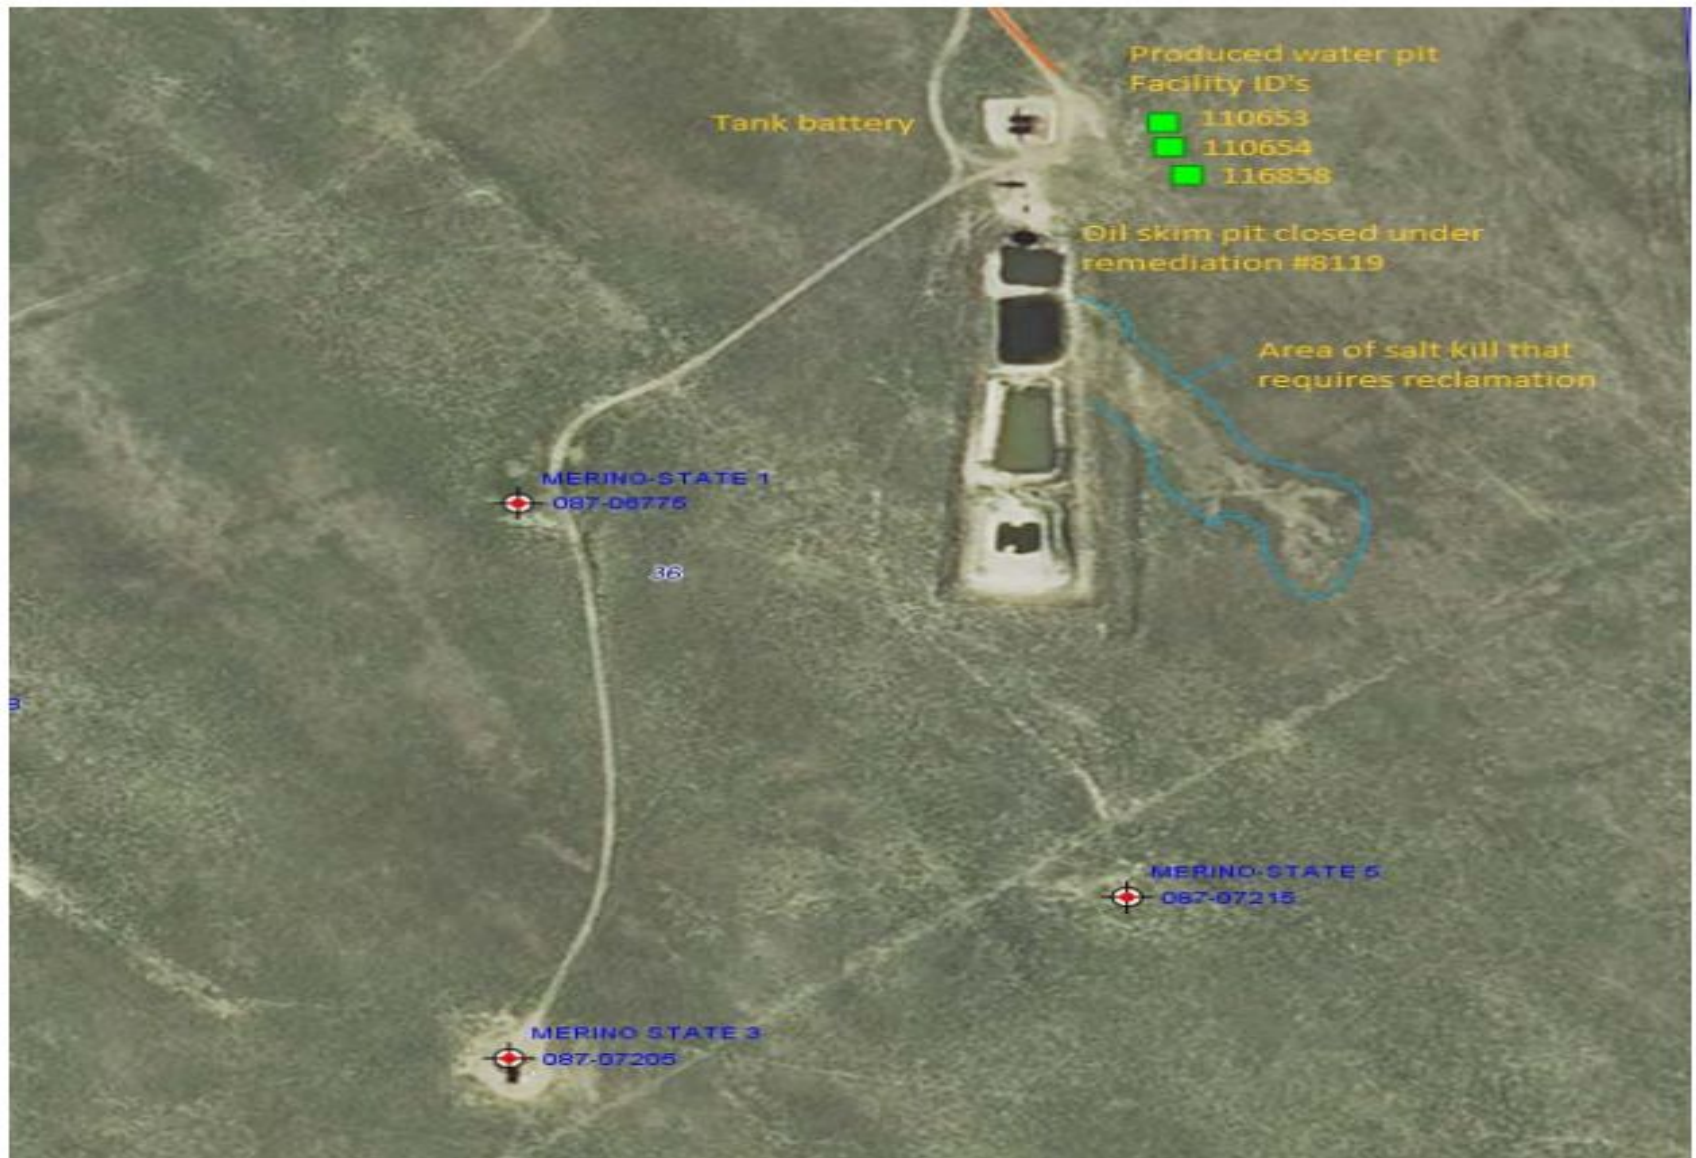 Produced water pit
Facility ID's
110653
110654
116858
Tank battery
Oil skim pit closed under
remediation #8119
Area of salt kill that
requires reclamation
MERINO-STATE 1
087-06775
36
MERINO-STATE 5
087-07215
MERINO STATE 3
087-07205